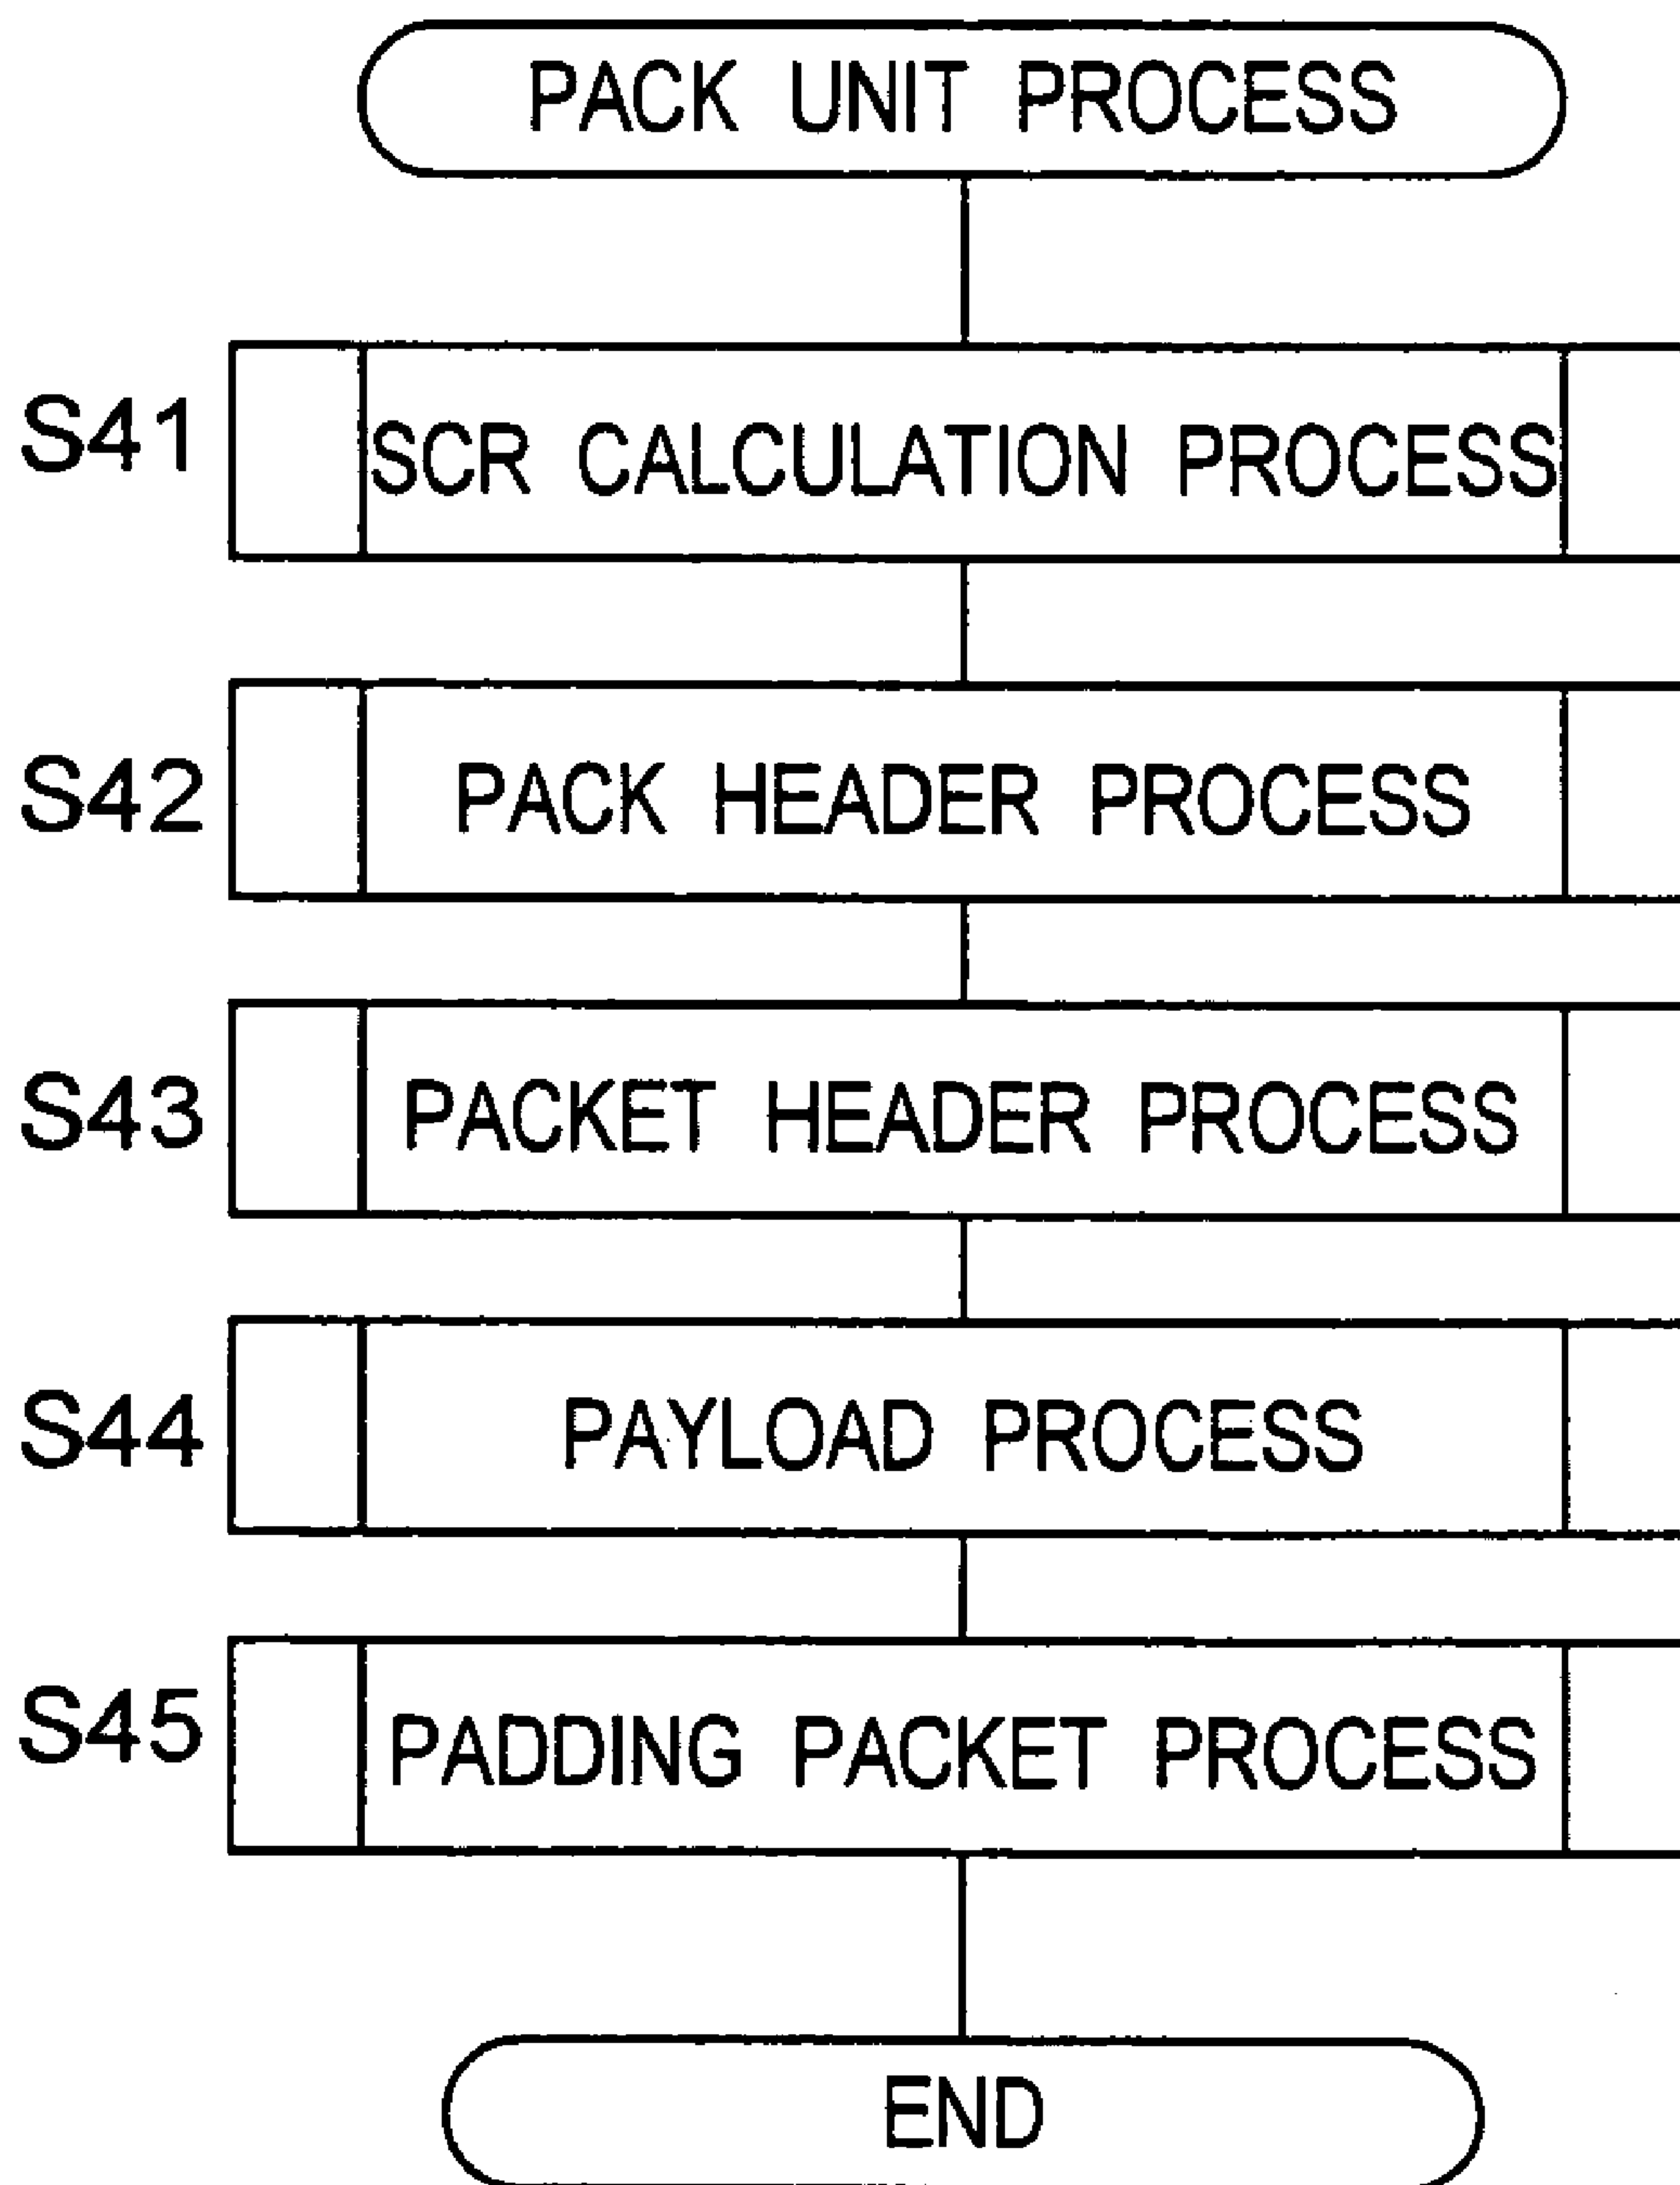 PACK UNIT PROCESS
S41
SCR CALCULATION PROCESS
S42
PACK HEADER PROCESS
S43
PACKET HEADER PROCESS
S44
PAYLOAD PROCESS
S45
PADDING PACKET PROCESS
END